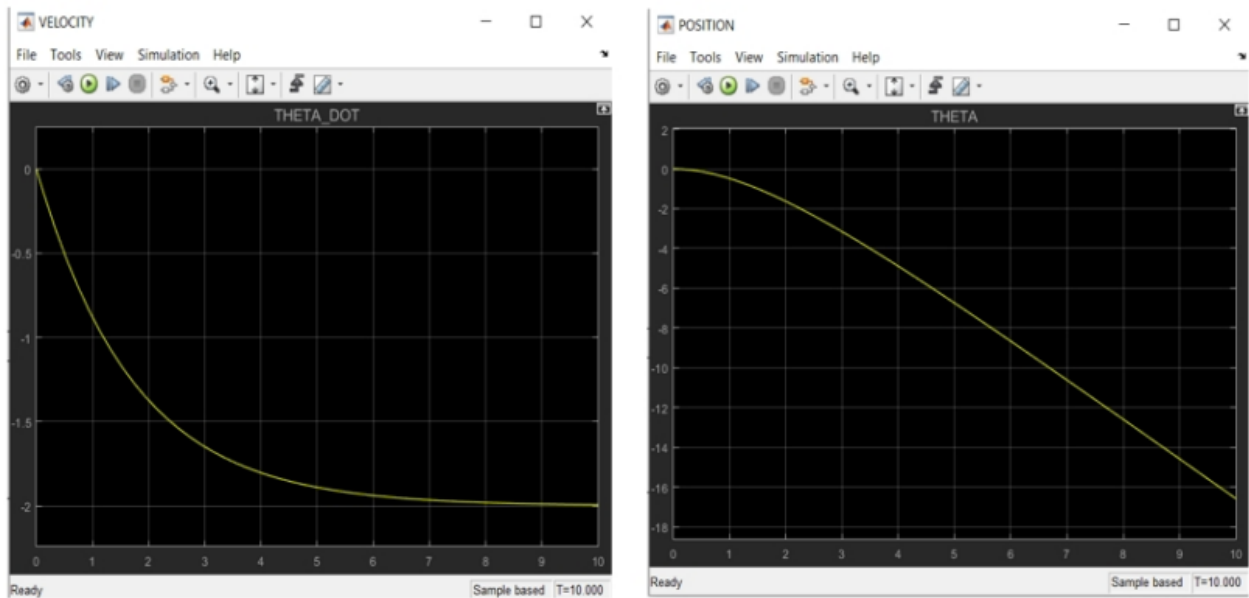 VELOCITY
File Tools View Simulation Help
THETA_DOT
0
-0.5
-1
-1.5
-2
0 1 2 3 4 5 6 7 8 9 10
Ready Sample based T=10.000
POSITION
File Tools View Simulation Help
THETA
2
0
-2
-4
-6
-8
-10
-12
-14
-16
-18
0 1 2 3 4 5 6 7 8 9 10
Ready Sample based T=10.000